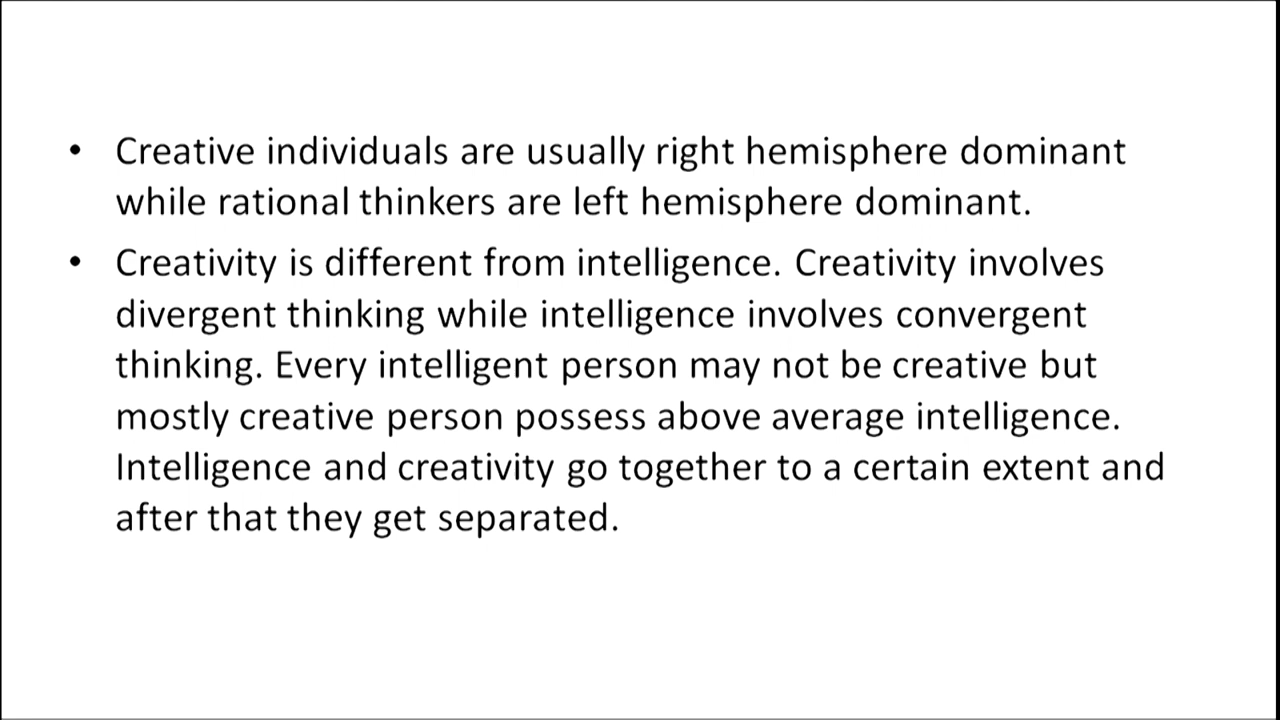 • Creative individuals are usually right hemisphere dominant
while rational thinkers are left hemisphere dominant.
• Creativity is different from intelligence. Creativity involves
divergent thinking while intelligence involves convergent
thinking. Every intelligent person may not be creative but
mostly creative person possess above average intelligence.
Intelligence and creativity go together to a certain extent and
after that they get separated.